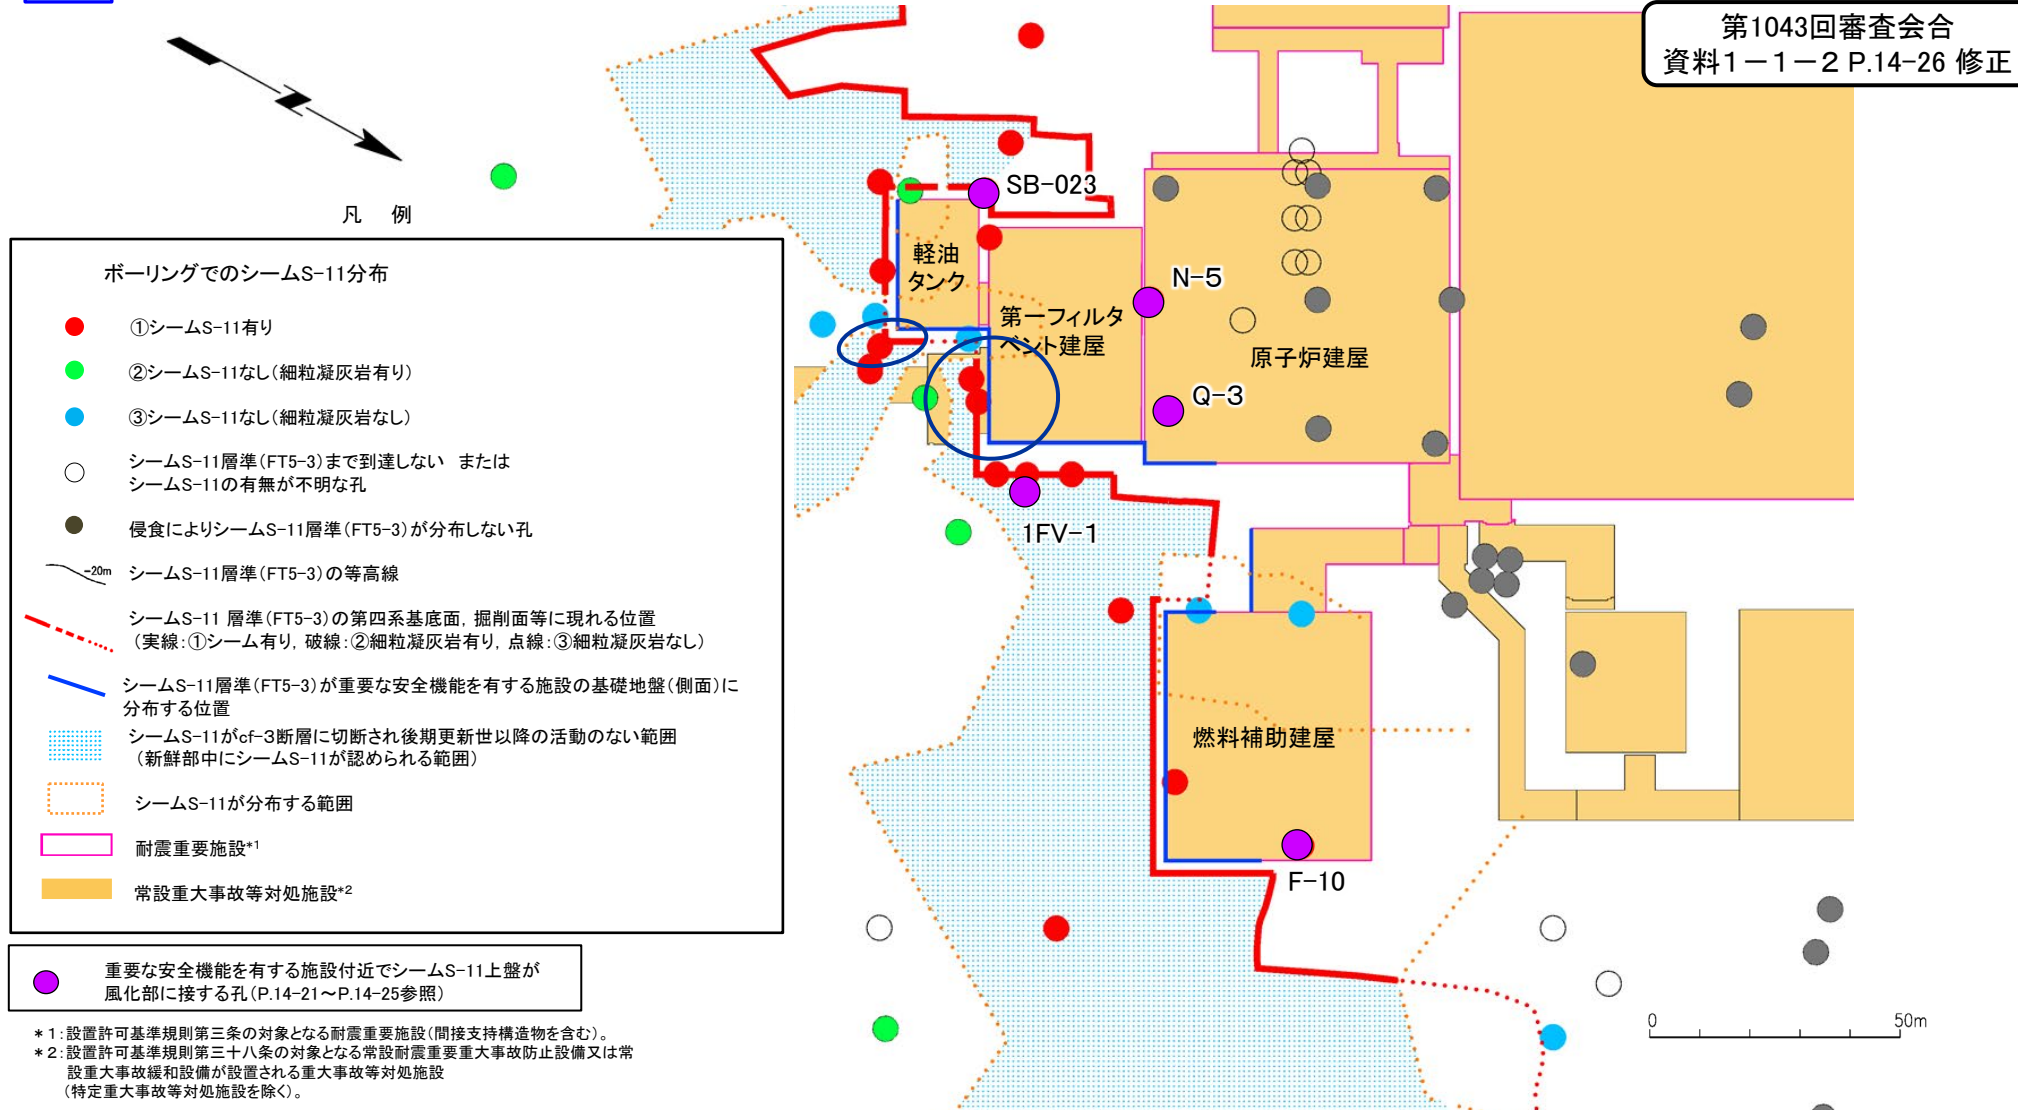 第1043回審査会合
資料1-1-2 P.14-26 修正
Z
凡 例
ボーリングでのシームS-11分布
①シームS-11有り
②シームS-11なし(細粒凝灰岩有り)
③シームS-11なし(細粒凝灰岩なし)
シームS-11層準(FT5-3)まで到達しない または
シームS-11の有無が不明な孔
侵食によりシームS-11層準(FT5-3)が分布しない孔
-20m
シームS-11層準(FT5-3)の等高線
シームS-11 層準(FT5-3)の第四系基底面,掘削面等に現れる位置
(実線:①シーム有り,破線:②細粒凝灰岩有り,点線:③細粒凝灰岩なし)
シームS-11層準(FT5-3)が重要な安全機能を有する施設の基礎地盤(側面)に
分布する位置
シームS-11がcf-3断層に切断され後期更新世以降の活動のない範囲
(新鮮部中にシームS-11が認められる範囲)
シームS-11が分布する範囲
耐震重要施設*1
常設重大事故等対処施設*2
重要な安全機能を有する施設付近でシームS-11上盤が
風化部に接する孔(P.14-21~P.14-25参照)
*1:設置許可基準規則第三条の対象となる耐震重要施設(間接支持構造物を含む)。
*2:設置許可基準規則第三十八条の対象となる常設耐震重要重大事故防止設備又は常
設重大事故緩和設備が設置される重大事故等対処施設
(特定重大事故等対処施設を除く)。
SB-023
軽油
タンク
第一フィルタ
ベント建屋
N-5
原子炉建屋
Q-3
1FV-1
燃料補助建屋
F-10
0
50m